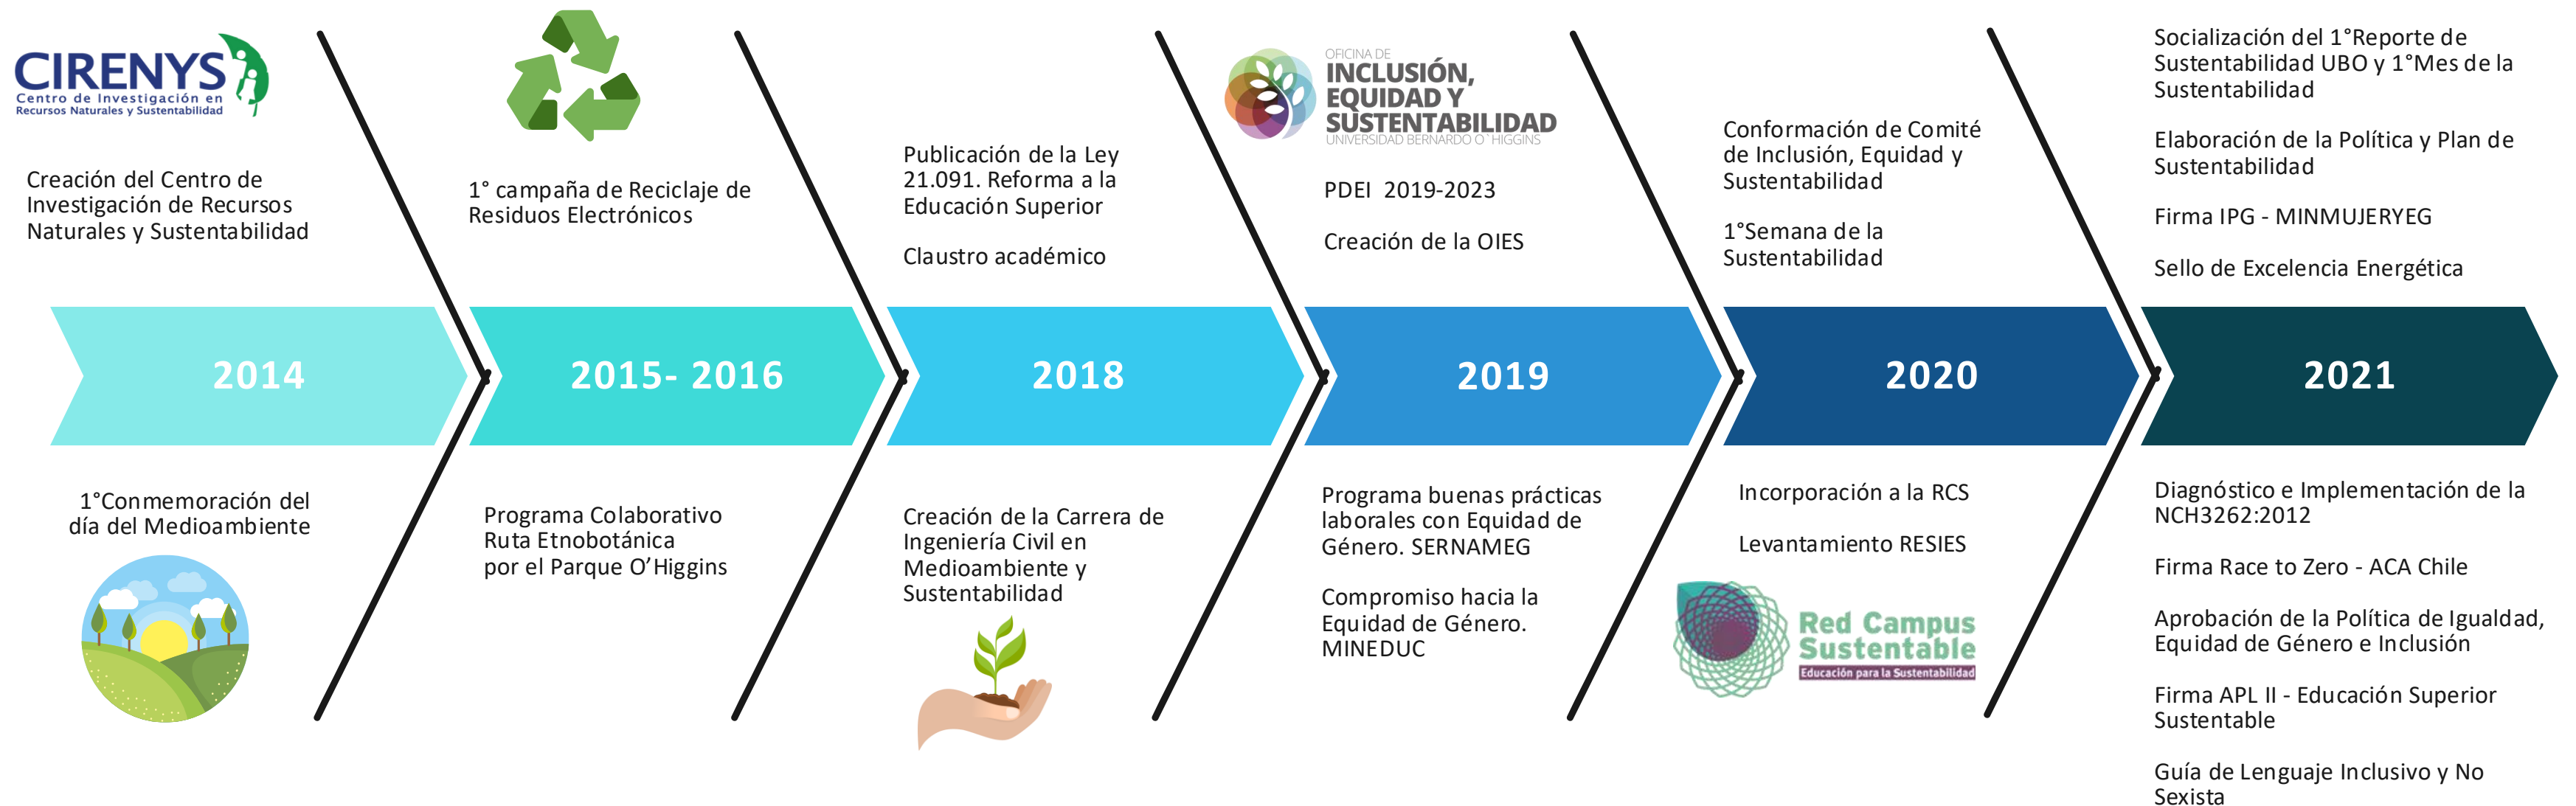 CIRENYS
Centro de Investigación en
Recursos Naturales y Sustentabilidad
Creación del Centro de
Investigación de Recursos
Naturales y Sustentabilidad
2014
1°Conmemoración del
día del Medioambiente
1° campaña de Reciclaje de
Residuos Electrónicos
2015- 2016
Programa Colaborativo
Ruta Etnobotánica
por el Parque O’Higgins
Publicación de la Ley
21.091. Reforma a la
Educación Superior
Claustro académico
2018
Creación de la Carrera de
Ingeniería Civil en
Medioambiente y
Sustentabilidad
OFICINA DE
INCLUSIÓN,
EQUIDAD Y
SUSTENTABILIDAD
UNIVERSIDAD BERNARDO O`HIGGINS
PDEI 2019-2023
Creación de la OIES
2019
Programa buenas prácticas
laborales con Equidad de
Género. SERNAMEG
Compromiso hacia la
Equidad de Género.
MINEDUC
Conformación de Comité
de Inclusión, Equidad y
Sustentabilidad
1°Semana de la
Sustentabilidad
2020
Incorporación a la RCS
Levantamiento RESIES
Red Campus
Sustentable
Educación para la Sustentabilidad
Socialización del 1°Reporte de
Sustentabilidad UBO y 1°Mes de la
Sustentabilidad
Elaboración de la Política y Plan de
Sustentabilidad
Firma IPG - MINMUJERYEG
Sello de Excelencia Energética
2021
Diagnóstico e Implementación de la
NCH3262:2012
Firma Race to Zero - ACA Chile
Aprobación de la Política de Igualdad,
Equidad de Género e Inclusión
Firma APL II - Educación Superior
Sustentable
Guía de Lenguaje Inclusivo y No
Sexista